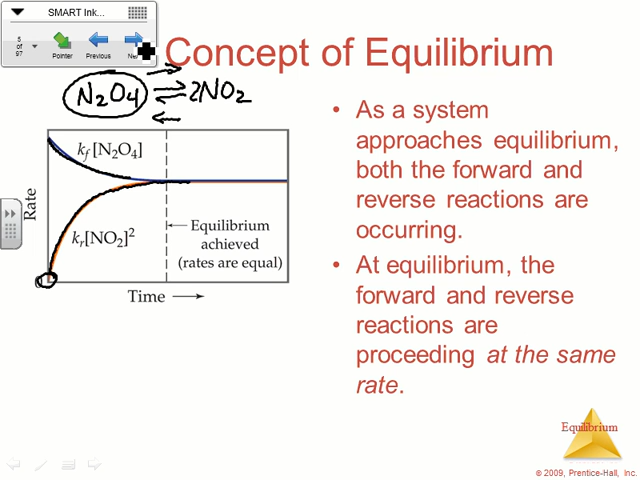 SMART Ink...
5
of
97
Pointer
Previous
Concept of Equilibrium
N2O4 ⇌ 2NO2
kf[N2O4]
kr[NO2]²
Rate
0
Equilibrium
achieved
(rates are equal)
Time
• As a system
approaches equilibrium,
both the forward and
reverse reactions are
occurring.
• At equilibrium, the
forward and reverse
reactions are
proceeding at the same
rate.
Equilibrium
© 2009, Prentice-Hall, Inc.